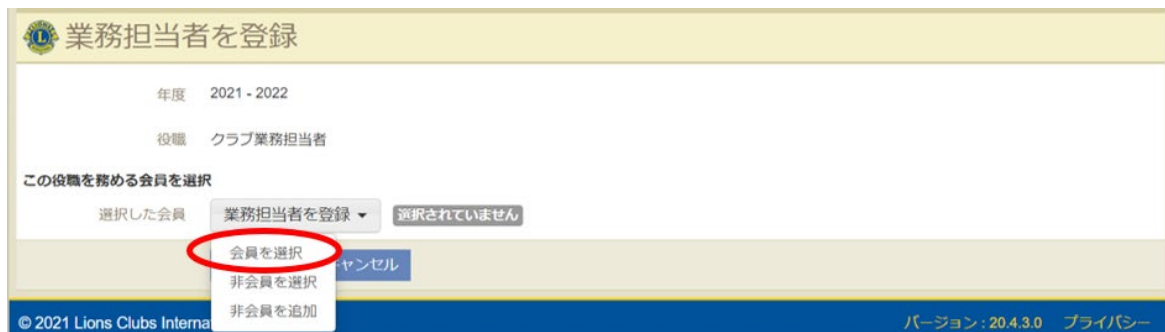 業務担当者を登録
年度 2021 - 2022
役職 クラブ業務担当者
この役職を務める会員を選択
選択した会員 業務担当者を登録 選択されていません
会員を選択
キャンセル
非会員を選択
非会員を追加
© 2021 Lions Clubs Interna
バージョン : 20.4.3.0 プライバシー